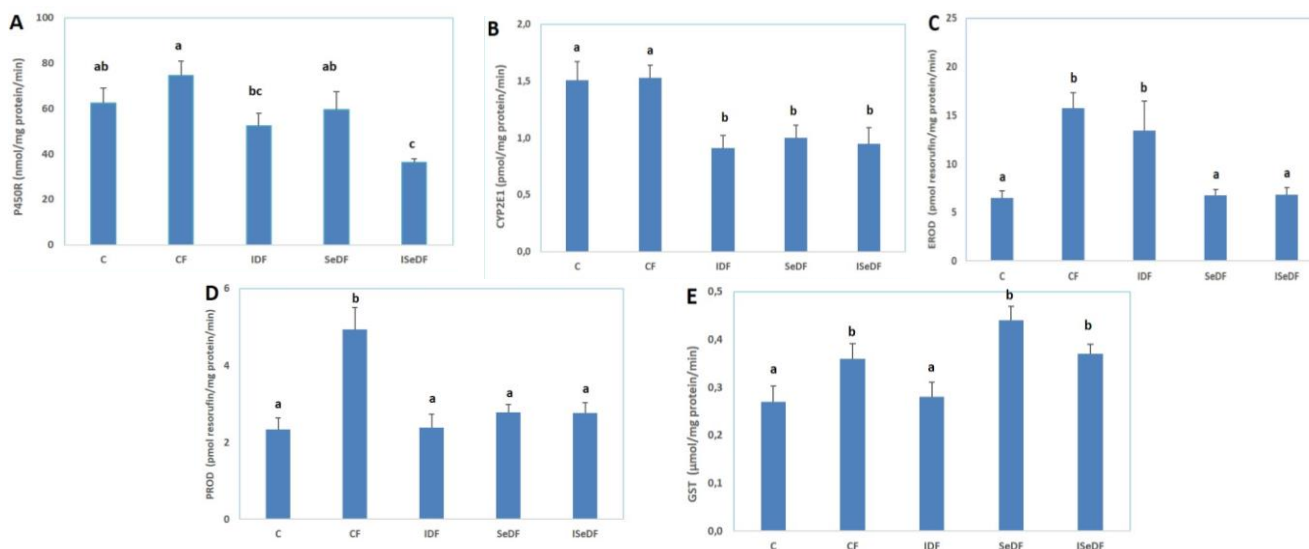 A
P450R (nmol/mg protein/min)
100
80
60
40
20
0
ab
a
bc
ab
c
C CF IDF SeDF ISeDF
B
CYP2E1 (pmol/mg protein/min)
2,0
1,5
1,0
0,5
0,0
a
a
b
b
b
C CF IDF SeDF ISeDF
C
EROD (pmol resorufin/mg protein/min)
25
20
15
10
5
0
a
b
b
a
a
C CF IDF SeDF ISeDF
D
PROD (pmol resorufin/mg protein/min)
6
4
2
0
a
b
a
a
a
C CF IDF SeDF ISeDF
E
GST (µmol/mg protein/min)
0,5
0,4
0,3
0,2
0,1
0,0
a
b
a
b
b
C CF IDF SeDF ISeDF